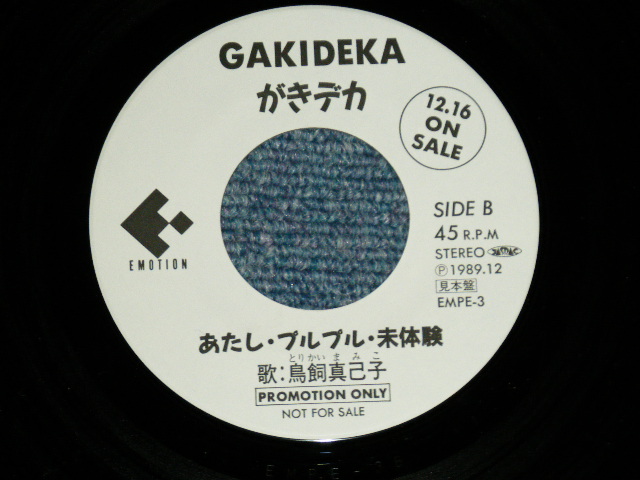 GAKIDEKA
がきデカ
12.16
ON
SALE
EMOTION
SIDE B
45 R.P.M
STEREO
Ⓟ1989.12
見本盤
EMPE-3
あたし・プルプル・未体験
とりかい ま み こ
歌:鳥飼真己子
PROMOTION ONLY
NOT FOR SALE